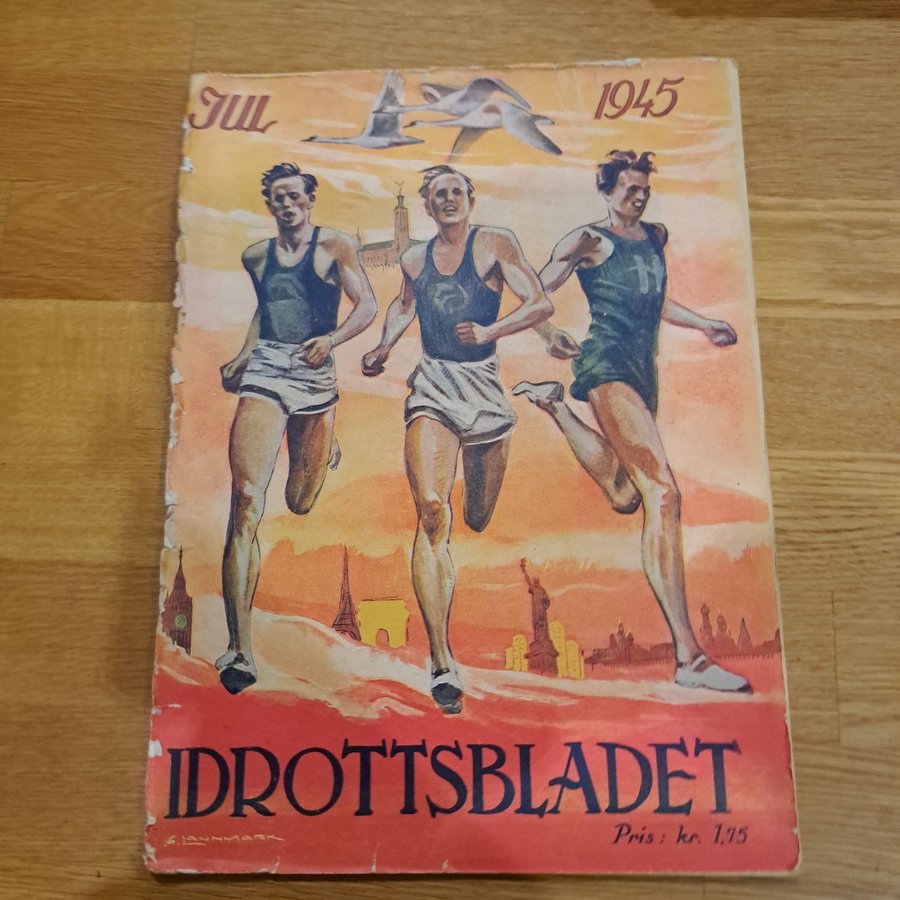 JUL
1945
M
IDROTTSBLADET
Pris: kr. 1,75